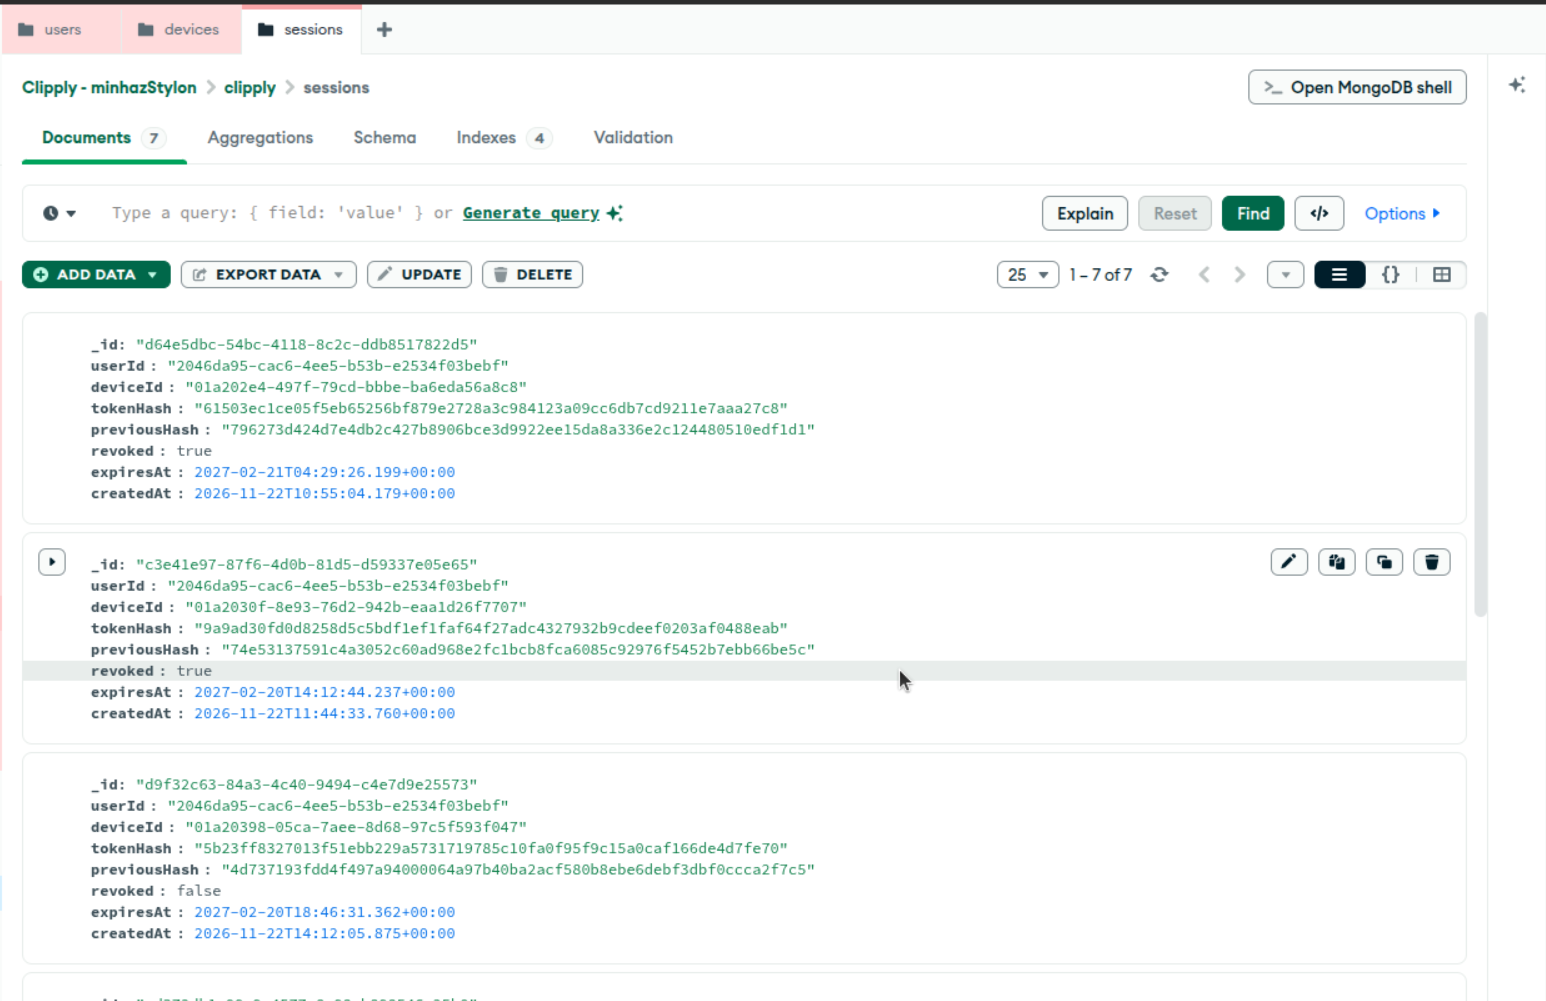 users devices sessions
Clipply - minhazStylon > clipply > sessions
>_ Open MongoDB shell
Documents 7 Aggregations Schema Indexes 4 Validation
Type a query: { field: 'value' } or Generate query
Explain Reset Find </> Options
ADD DATA EXPORT DATA UPDATE DELETE
25 1 – 7 of 7 {}
_id: "d64e5dbc-54bc-4118-8c2c-ddb8517822d5"
userId : "2046da95-cac6-4ee5-b53b-e2534f03bebf"
deviceId : "01a202e4-497f-79cd-bbbe-ba6eda56a8c8"
tokenHash : "61503ec1ce05f5eb65256bf879e2728a3c984123a09cc6db7cd9211e7aaa27c8"
previousHash : "796273d424d7e4db2c427b8906bce3d9922ee15da8a336e2c124480510edf1d1"
revoked : true
expiresAt : 2027-02-21T04:29:26.199+00:00
createdAt : 2026-11-22T10:55:04.179+00:00
_id: "c3e41e97-87f6-4d0b-81d5-d59337e05e65"
userId : "2046da95-cac6-4ee5-b53b-e2534f03bebf"
deviceId : "01a2030f-8e93-76d2-942b-eaa1d26f7707"
tokenHash : "9a9ad30fd0d8258d5c5bdf1ef1faf64f27adc4327932b9cdeef0203af0488eab"
previousHash : "74e53137591c4a3052c60ad968e2fc1bcb8fca6085c92976f5452b7ebb66be5c"
revoked : true
expiresAt : 2027-02-20T14:12:44.237+00:00
createdAt : 2026-11-22T11:44:33.760+00:00
_id: "d9f32c63-84a3-4c40-9494-c4e7d9e25573"
userId : "2046da95-cac6-4ee5-b53b-e2534f03bebf"
deviceId : "01a20398-05ca-7aee-8d68-97c5f593f047"
tokenHash : "5b23ff8327013f51ebb229a5731719785c10fa0f95f9c15a0caf166de4d7fe70"
previousHash : "4d737193fdd4f497a94000064a97b40ba2acf580b8ebe6debf3dbf0ccca2f7c5"
revoked : false
expiresAt : 2027-02-20T18:46:31.362+00:00
createdAt : 2026-11-22T14:12:05.875+00:00